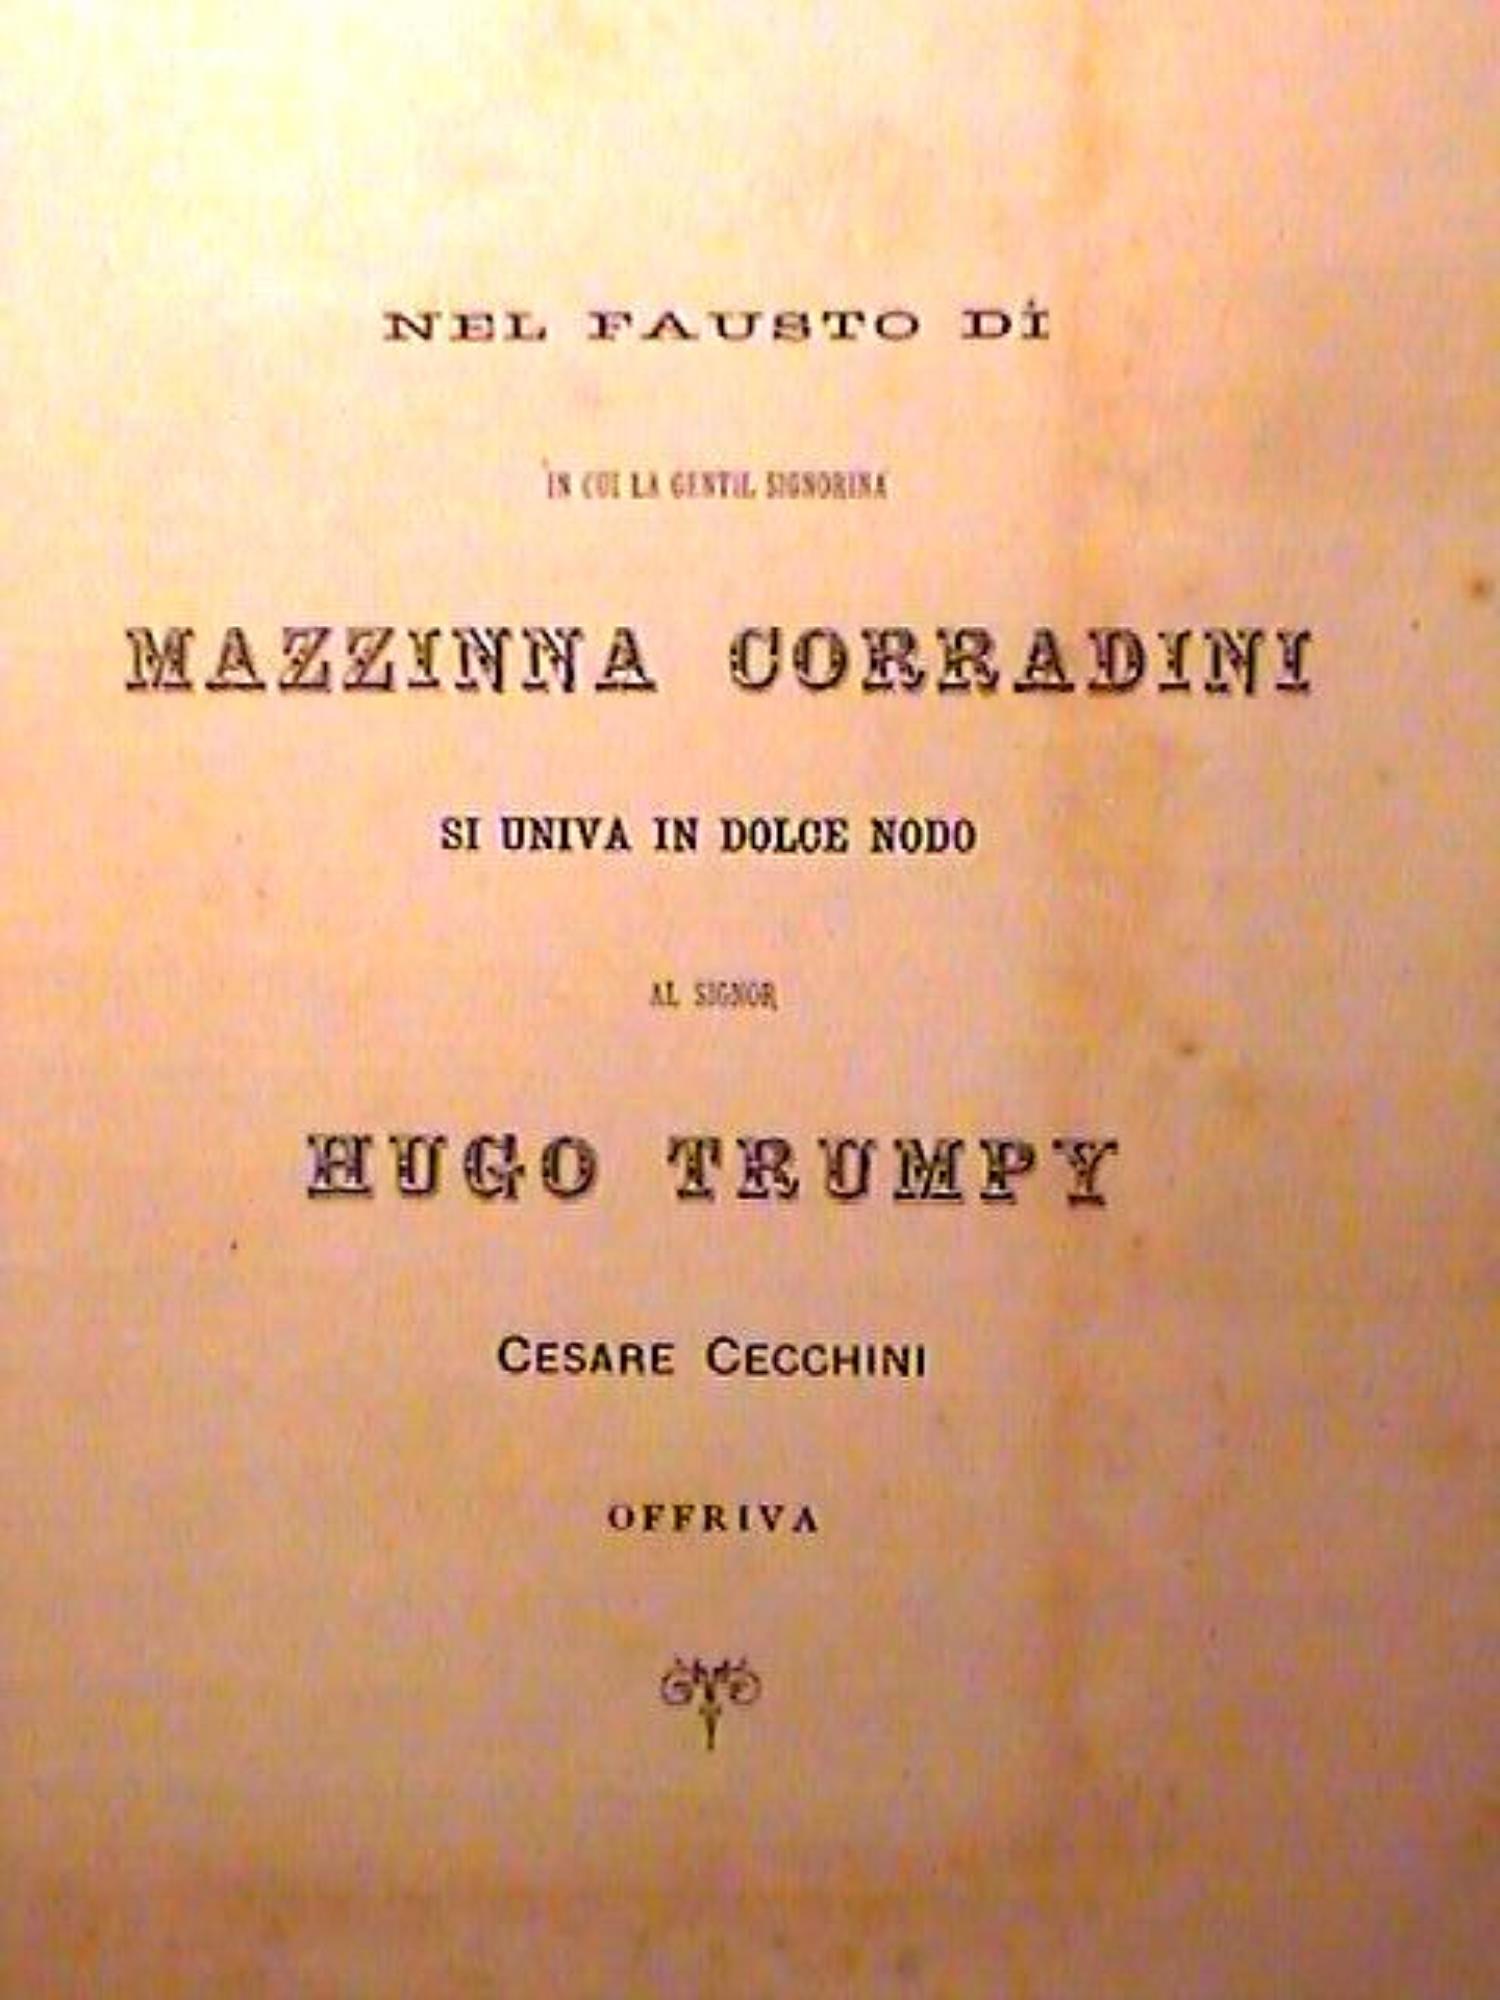 NEL FAUSTO DÌ
IN CUI LA GENTIL SIGNORINA
MAZZINNA CORRADINI
SI UNIVA IN DOLCE NODO
AL SIGNOR
HUGO TRUMPY
CESARE CECCHINI
OFFRIVA